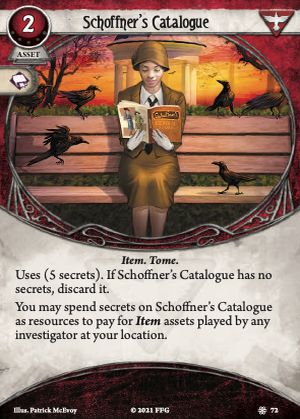 Schoffner's Catalogue
2
ASSET
Item. Tome.
Uses (5 secrets). If Schoffner's Catalogue has no
secrets, discard it.
You may spend secrets on Schoffner's Catalogue
as resources to pay for Item assets played by any
investigator at your location.
Illus. Patrick McEvoy
© 2021 FFG
72